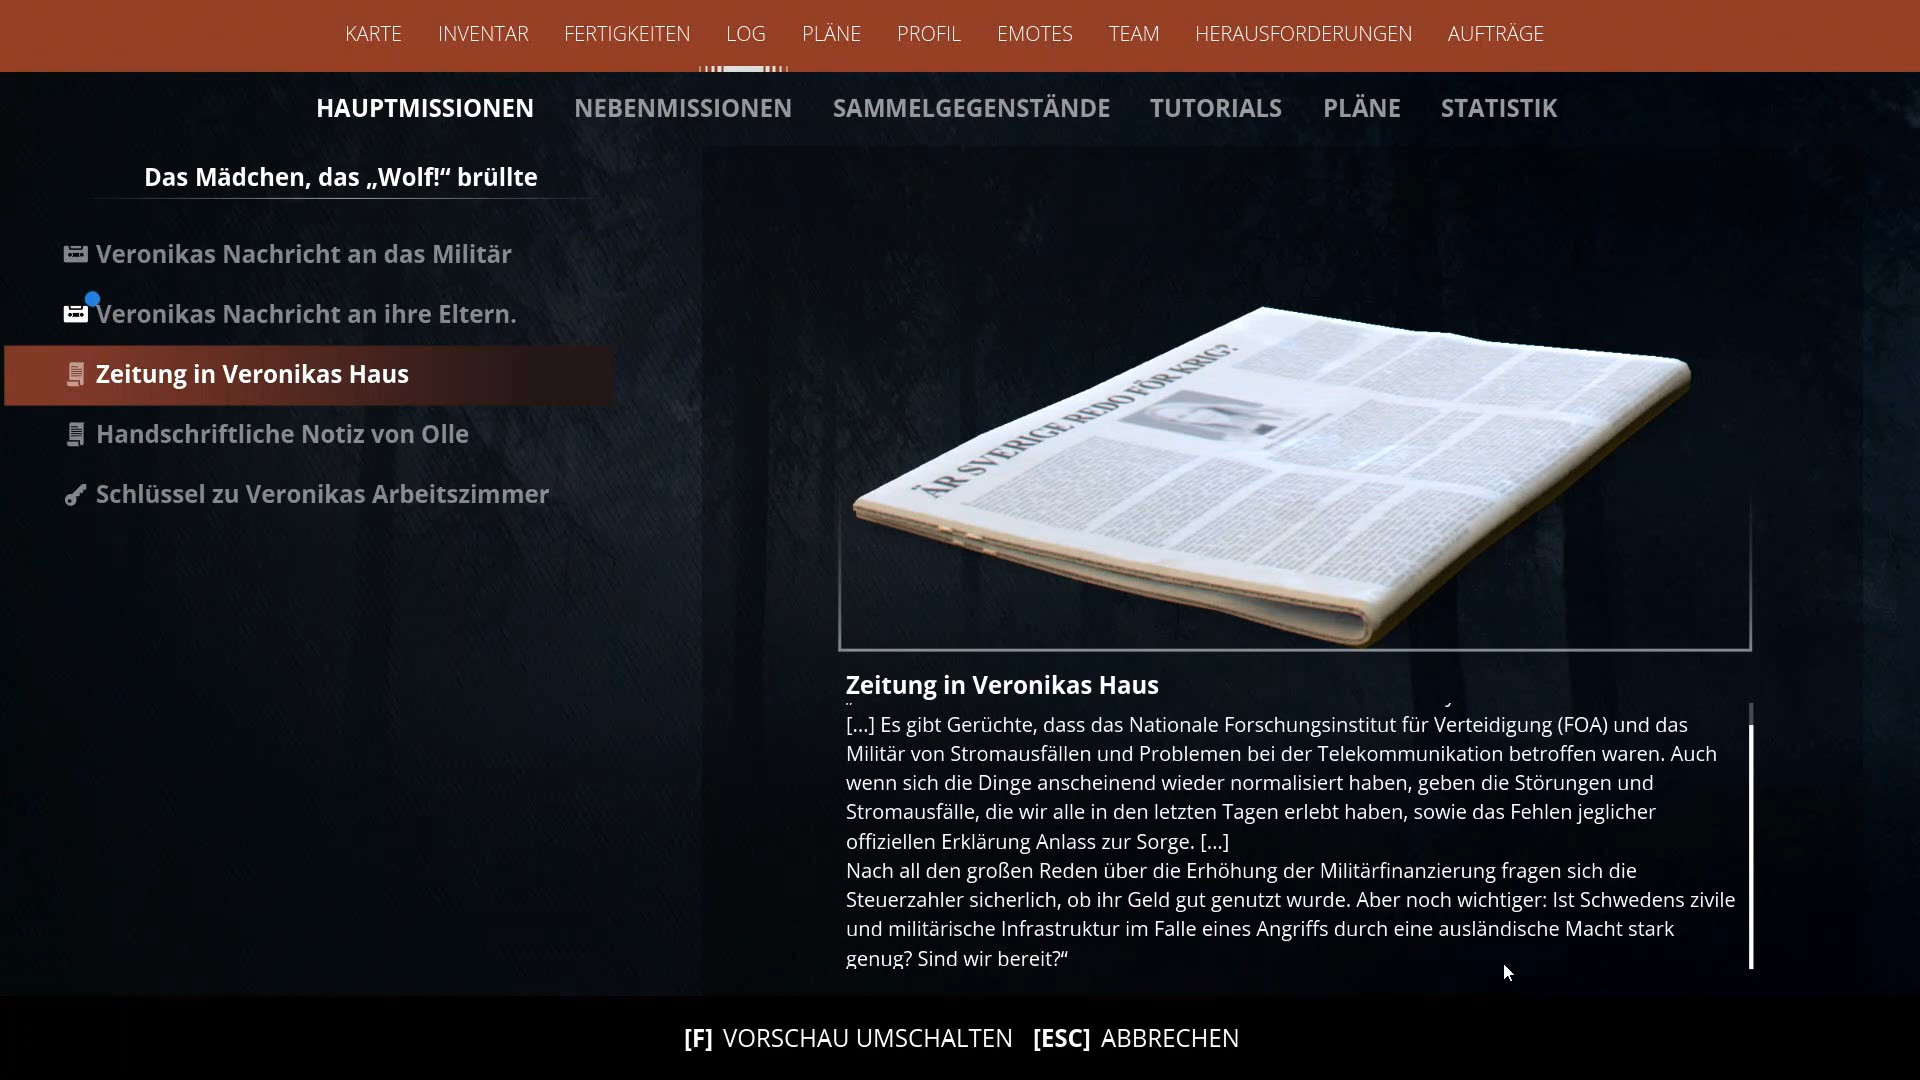 KARTE INVENTAR FERTIGKEITEN LOG PLÄNE PROFIL EMOTES TEAM HERAUSFORDERUNGEN AUFTRÄGE
HAUPTMISSIONEN NEBENMISSIONEN SAMMELGEGENSTÄNDE TUTORIALS PLÄNE STATISTIK
Das Mädchen, das „Wolf!“ brüllte
Veronikas Nachricht an das Militär
Veronikas Nachricht an ihre Eltern.
Zeitung in Veronikas Haus
Handschriftliche Notiz von Olle
Schlüssel zu Veronikas Arbeitszimmer
ÄR SVERIGE REDO FÖR KRIG?
Zeitung in Veronikas Haus
[...] Es gibt Gerüchte, dass das Nationale Forschungsinstitut für Verteidigung (FOA) und das
Militär von Stromausfällen und Problemen bei der Telekommunikation betroffen waren. Auch
wenn sich die Dinge anscheinend wieder normalisiert haben, geben die Störungen und
Stromausfälle, die wir alle in den letzten Tagen erlebt haben, sowie das Fehlen jeglicher
offiziellen Erklärung Anlass zur Sorge. [...]
Nach all den großen Reden über die Erhöhung der Militärfinanzierung fragen sich die
Steuerzahler sicherlich, ob ihr Geld gut genutzt wurde. Aber noch wichtiger: Ist Schwedens zivile
und militärische Infrastruktur im Falle eines Angriffs durch eine ausländische Macht stark
genug? Sind wir bereit?“
[F] VORSCHAU UMSCHALTEN [ESC] ABBRECHEN